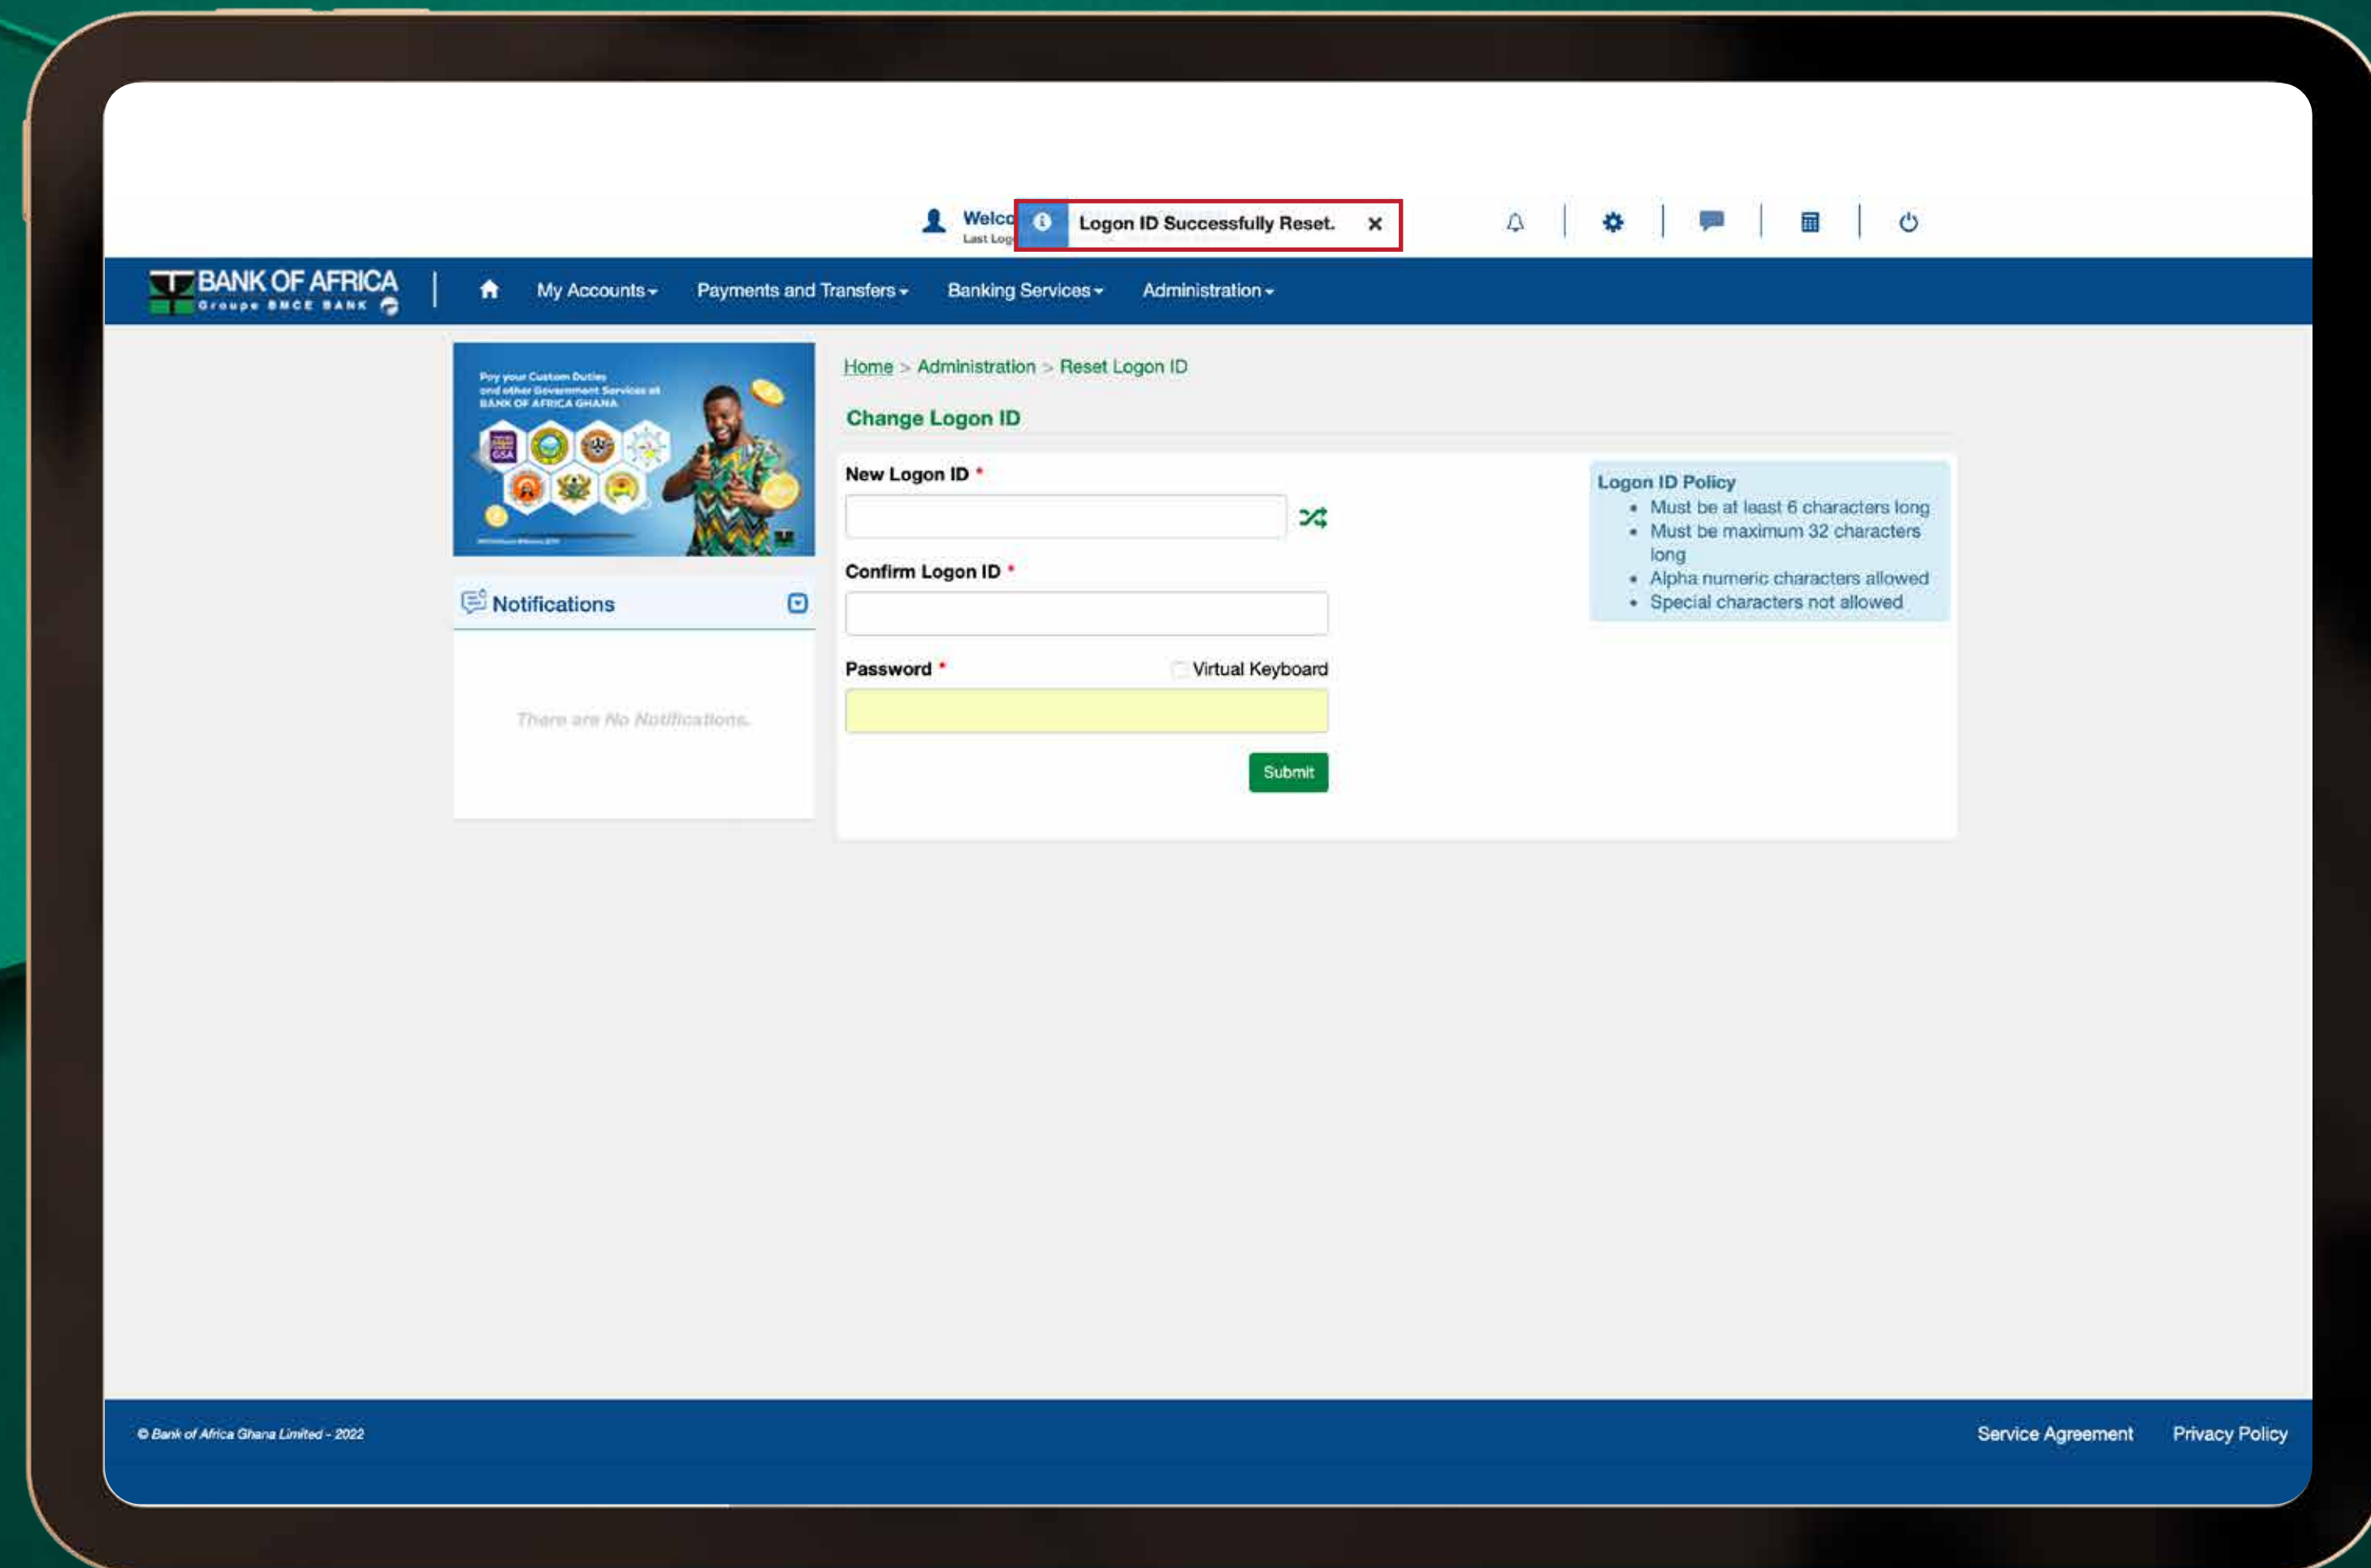 Welco
Last Log
Logon ID Successfully Reset.
BANK OF AFRICA
Groupe BMCE BANK
My Accounts
Payments and Transfers
Banking Services
Administration
Pay your Custom Duties
and other Government Services at
BANK OF AFRICA GHANA
GSA
Home > Administration > Reset Logon ID
Change Logon ID
New Logon ID *
Confirm Logon ID *
Password *
Virtual Keyboard
Submit
Logon ID Policy
• Must be at least 6 characters long
• Must be maximum 32 characters
long
• Alpha numeric characters allowed
• Special characters not allowed
Notifications
There are No Notifications.
© Bank of Africa Ghana Limited - 2022
Service Agreement
Privacy Policy